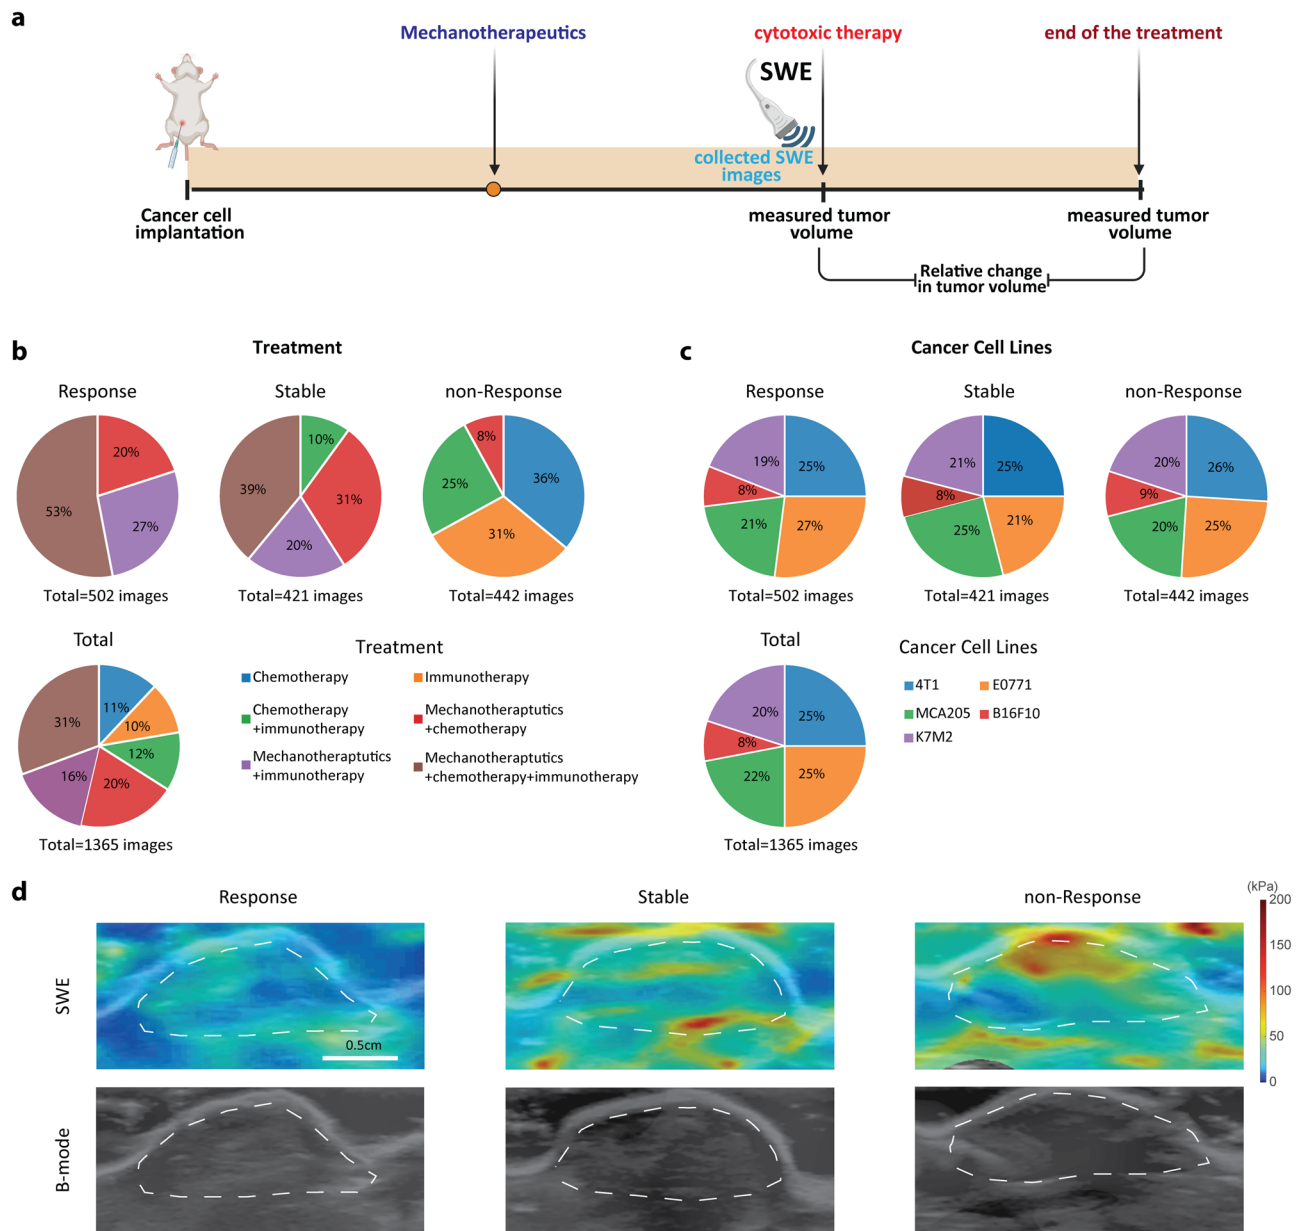 a
Mechanotherapeutics
cytotoxic therapy
end of the treatment
SWE
collected SWE
images
Cancer cell
implantation
measured tumor
volume
measured tumor
volume
Relative change
in tumor volume
b
Treatment
Response
Stable
non-Response
20%
27%
53%
10%
31%
20%
39%
36%
31%
25%
8%
Total=502 images
Total=421 images
Total=442 images
Total
11%
10%
12%
20%
16%
31%
Total=1365 images
Treatment
Chemotherapy
Immunotherapy
Chemotherapy
+immunotherapy
Mechanotheraptutics
+chemotherapy
Mechanotheraptutics
+immunotherapy
Mechanotheraptutics
+chemotherapy+immunotherapy
c
Cancer Cell Lines
Response
Stable
non-Response
25%
27%
21%
8%
19%
25%
21%
25%
8%
21%
26%
25%
20%
9%
20%
Total=502 images
Total=421 images
Total=442 images
Total
25%
25%
22%
8%
20%
Total=1365 images
Cancer Cell Lines
4T1
E0771
MCA205
B16F10
K7M2
d
Response
Stable
non-Response
(kPa)
200
150
100
50
0
SWE
0.5cm
B-mode